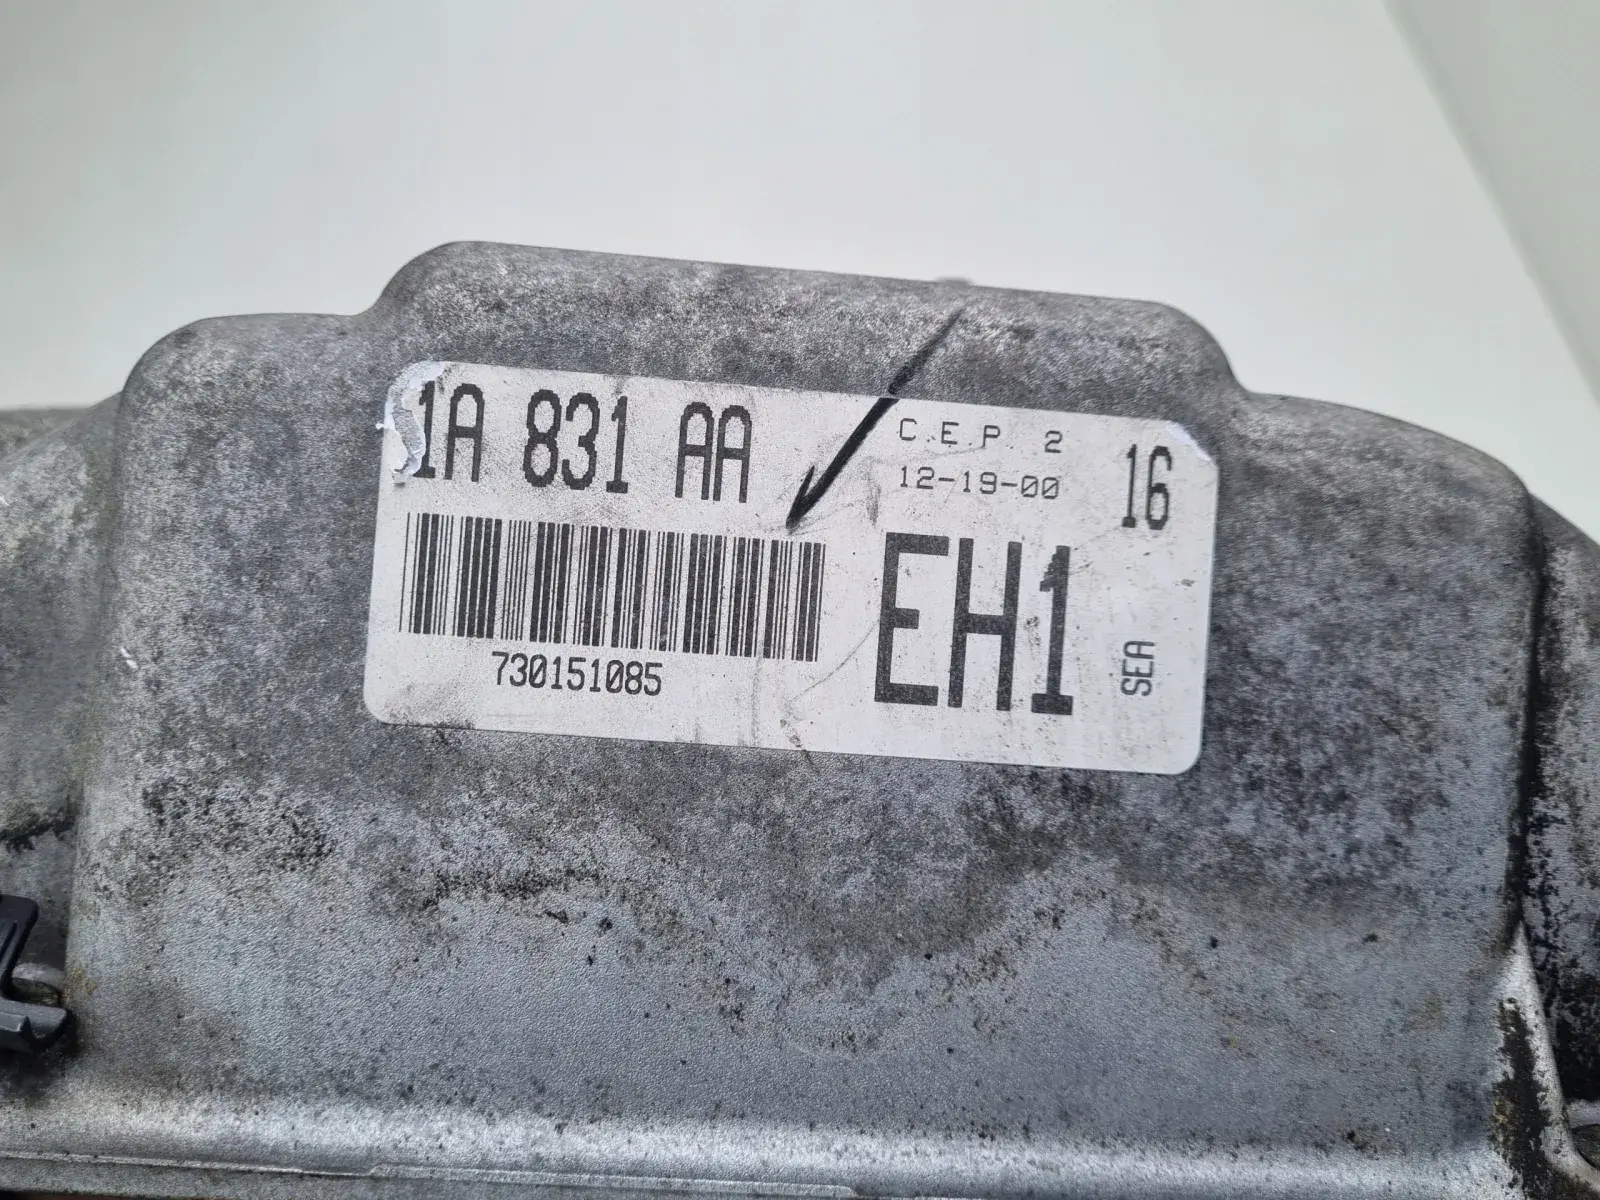 1A 831 AA
C.E.P. 2
12-19-00
16
730151085
EH1
SEA